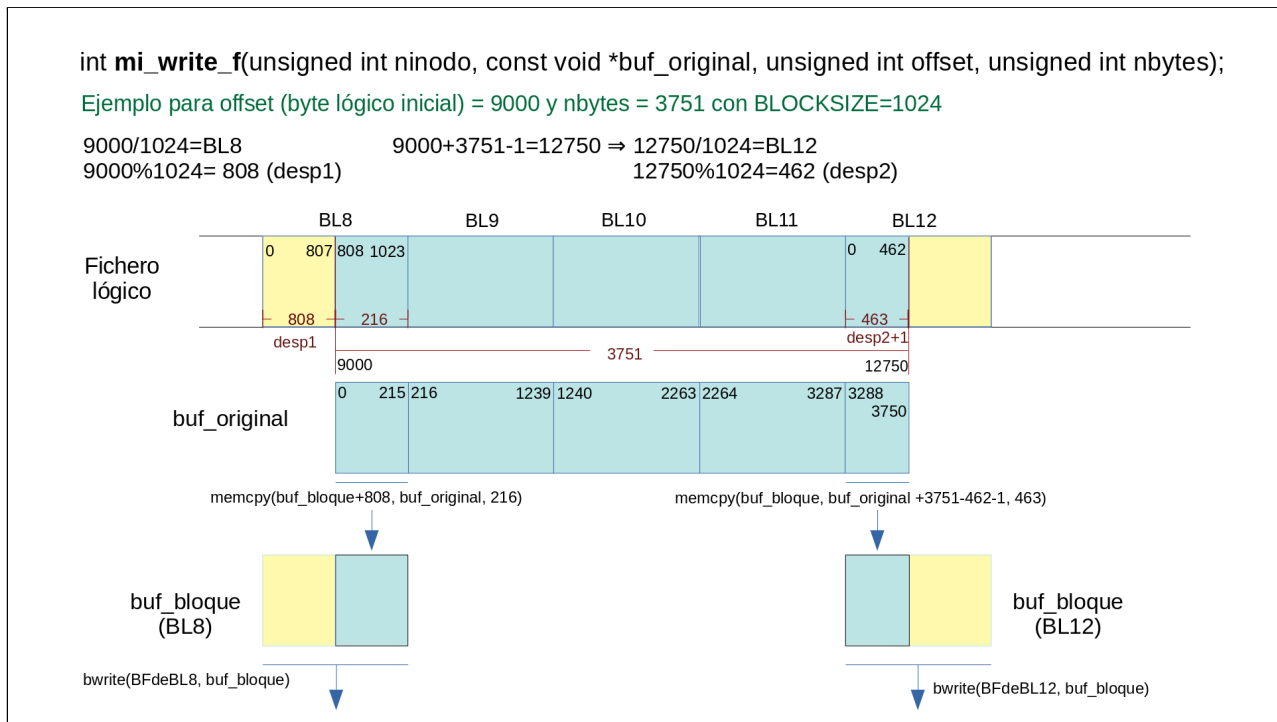 int mi_write_f(unsigned int ninodo, const void *buf_original, unsigned int offset, unsigned int nbytes);
Ejemplo para offset (byte lógico inicial) = 9000 y nbytes = 3751 con BLOCKSIZE=1024
9000/1024=BL8 9000+3751-1=12750 ⇒ 12750/1024=BL12
9000%1024= 808 (desp1) 12750%1024=462 (desp2)
BL8 BL9 BL10 BL11 BL12
0 807 808 1023 0 462
Fichero
lógico
808 216 463
desp1 desp2+1
3751
9000 12750
0 215 216 1239 1240 2263 2264 3287 3288
3750
buf_original
memcpy(buf_bloque+808, buf_original, 216) memcpy(buf_bloque, buf_original +3751-462-1, 463)
buf_bloque buf_bloque
(BL8) (BL12)
bwrite(BFdeBL8, buf_bloque) bwrite(BFdeBL12, buf_bloque)